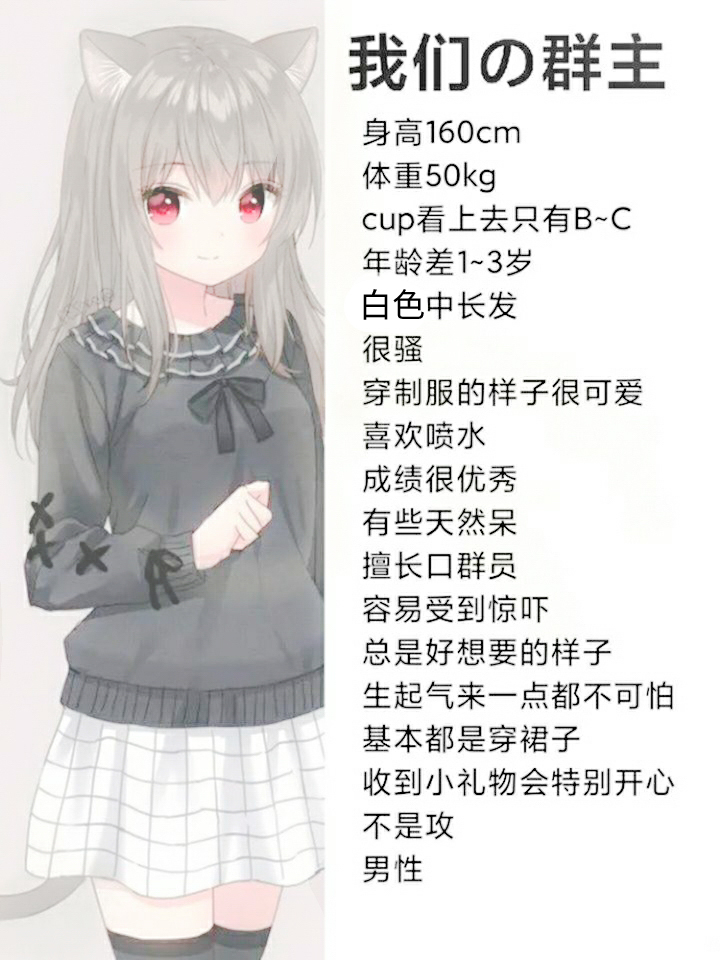 我们の群主
身高160cm
体重50kg
cup看上去只有B~C
年龄差1~3岁
白色中长发
很骚
穿制服的样子很可爱
喜欢喷水
成绩很优秀
有些天然呆
擅长口群员
容易受到惊吓
总是好想要的样子
生起气来一点都不可怕
基本都是穿裙子
收到小礼物会特别开心
不是攻
男性